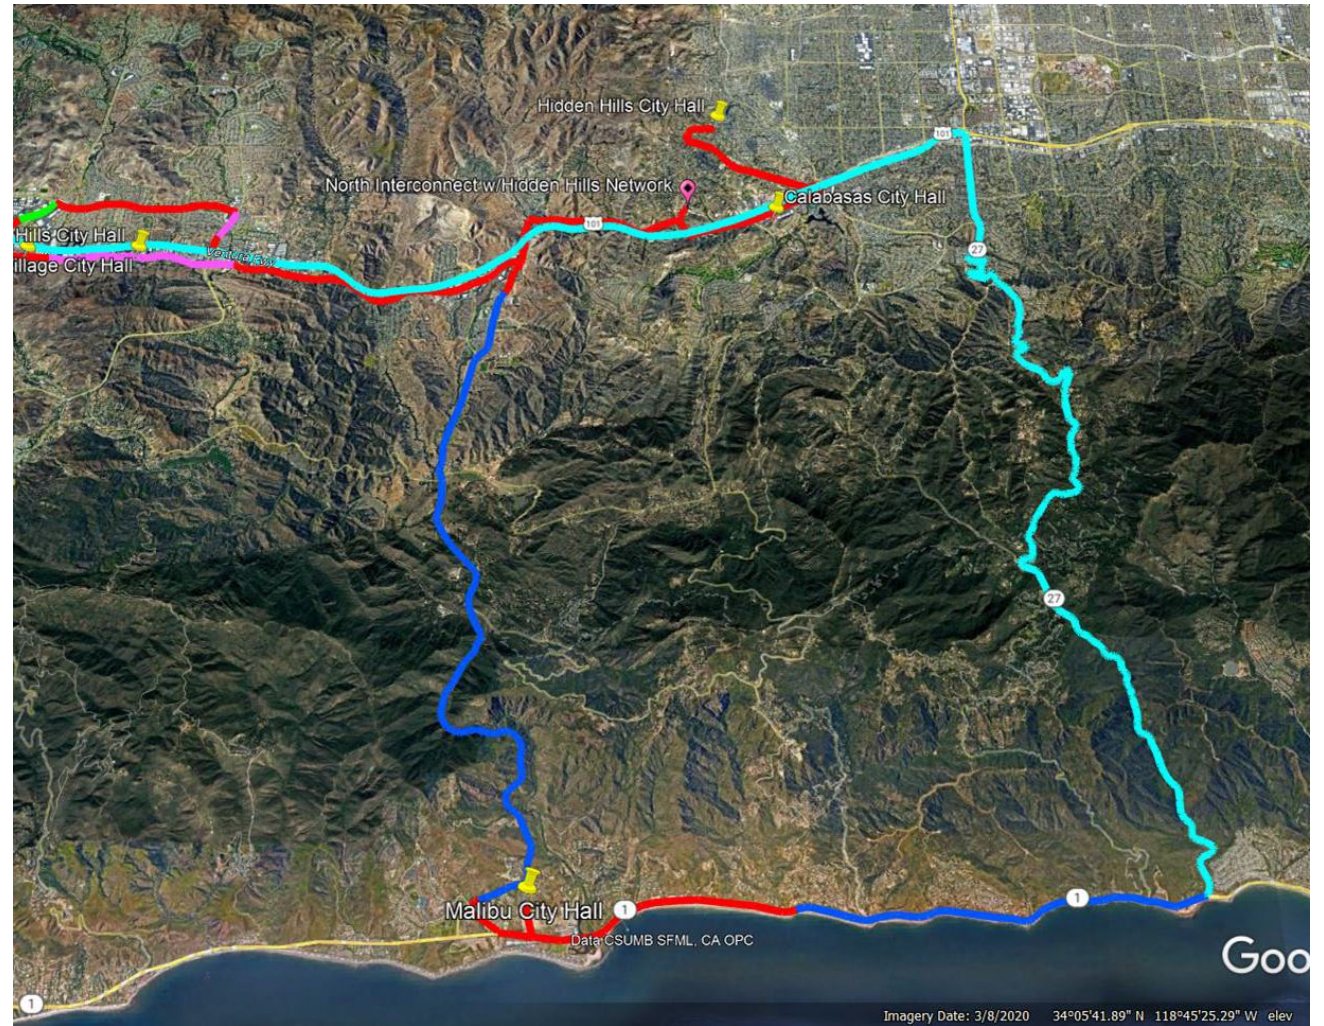 Hidden Hills City Hall
101
North Interconnect w/Hidden Hills Network
Calabasas City Hall
101
Hills City Hall
27
Ventura Fwy
illage City Hall
27
1
Malibu City Hall
1
Data CSUMB SFML, CA OPC
Goo
1
Imagery Date: 3/8/2020 34°05'41.89" N 118°45'25.29" W elev